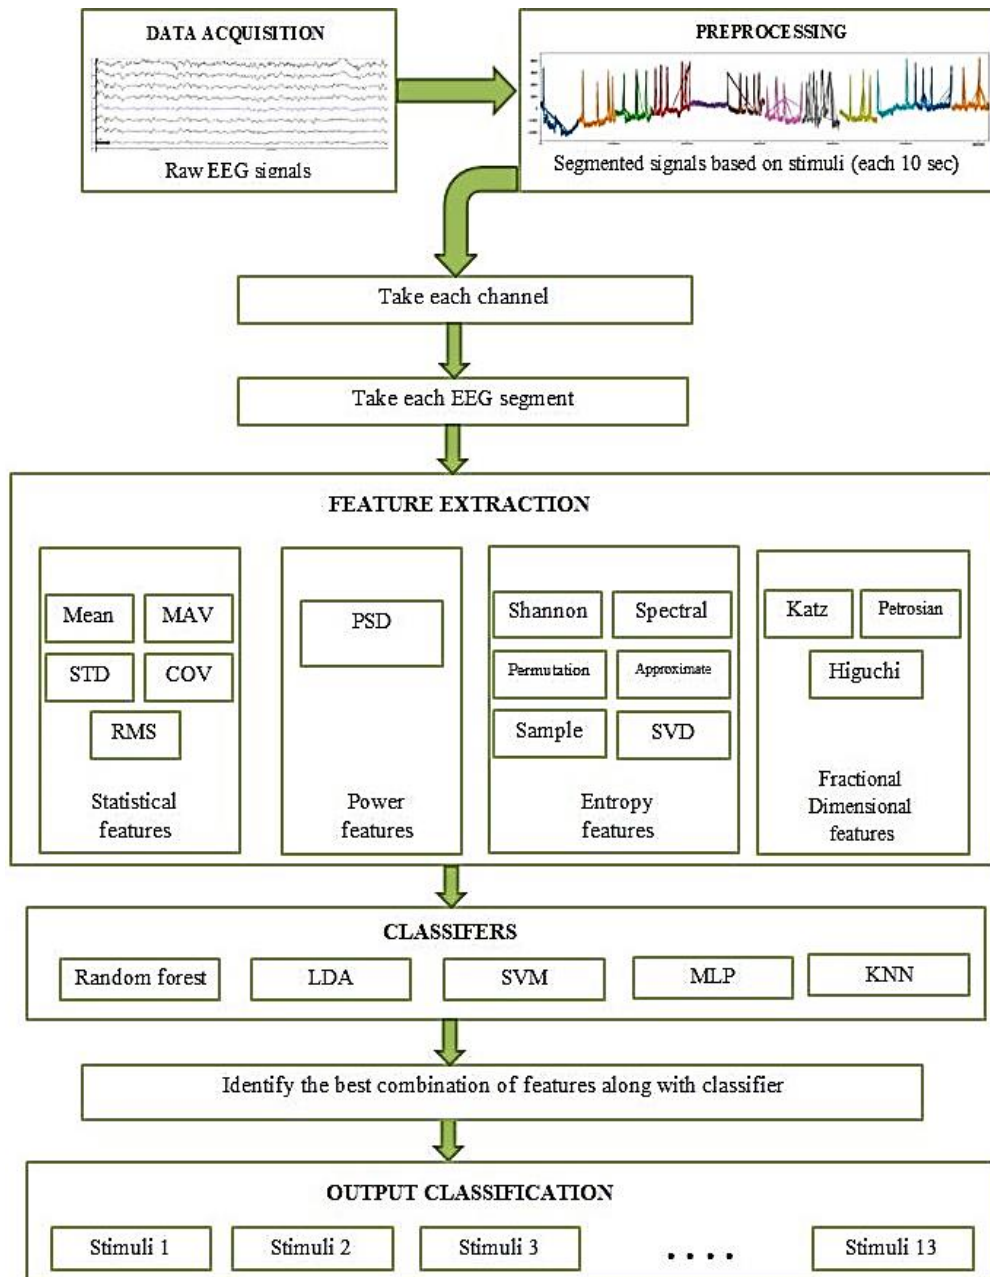 DATA ACQUISITION
Raw EEG signals
PREPROCESSING
Segmented signals based on stimuli (each 10 sec)
Take each channel
Take each EEG segment
FEATURE EXTRACTION
Mean
MAV
STD
COV
RMS
Statistical
features
PSD
Power
features
Shannon
Spectral
Permutation
Approximate
Sample
SVD
Entropy
features
Katz
Petrosian
Higuchi
Fractional
Dimensional
features
CLASSIFERS
Random forest
LDA
SVM
MLP
KNN
Identify the best combination of features along with classifier
OUTPUT CLASSIFICATION
Stimuli 1
Stimuli 2
Stimuli 3
. . . .
Stimuli 13